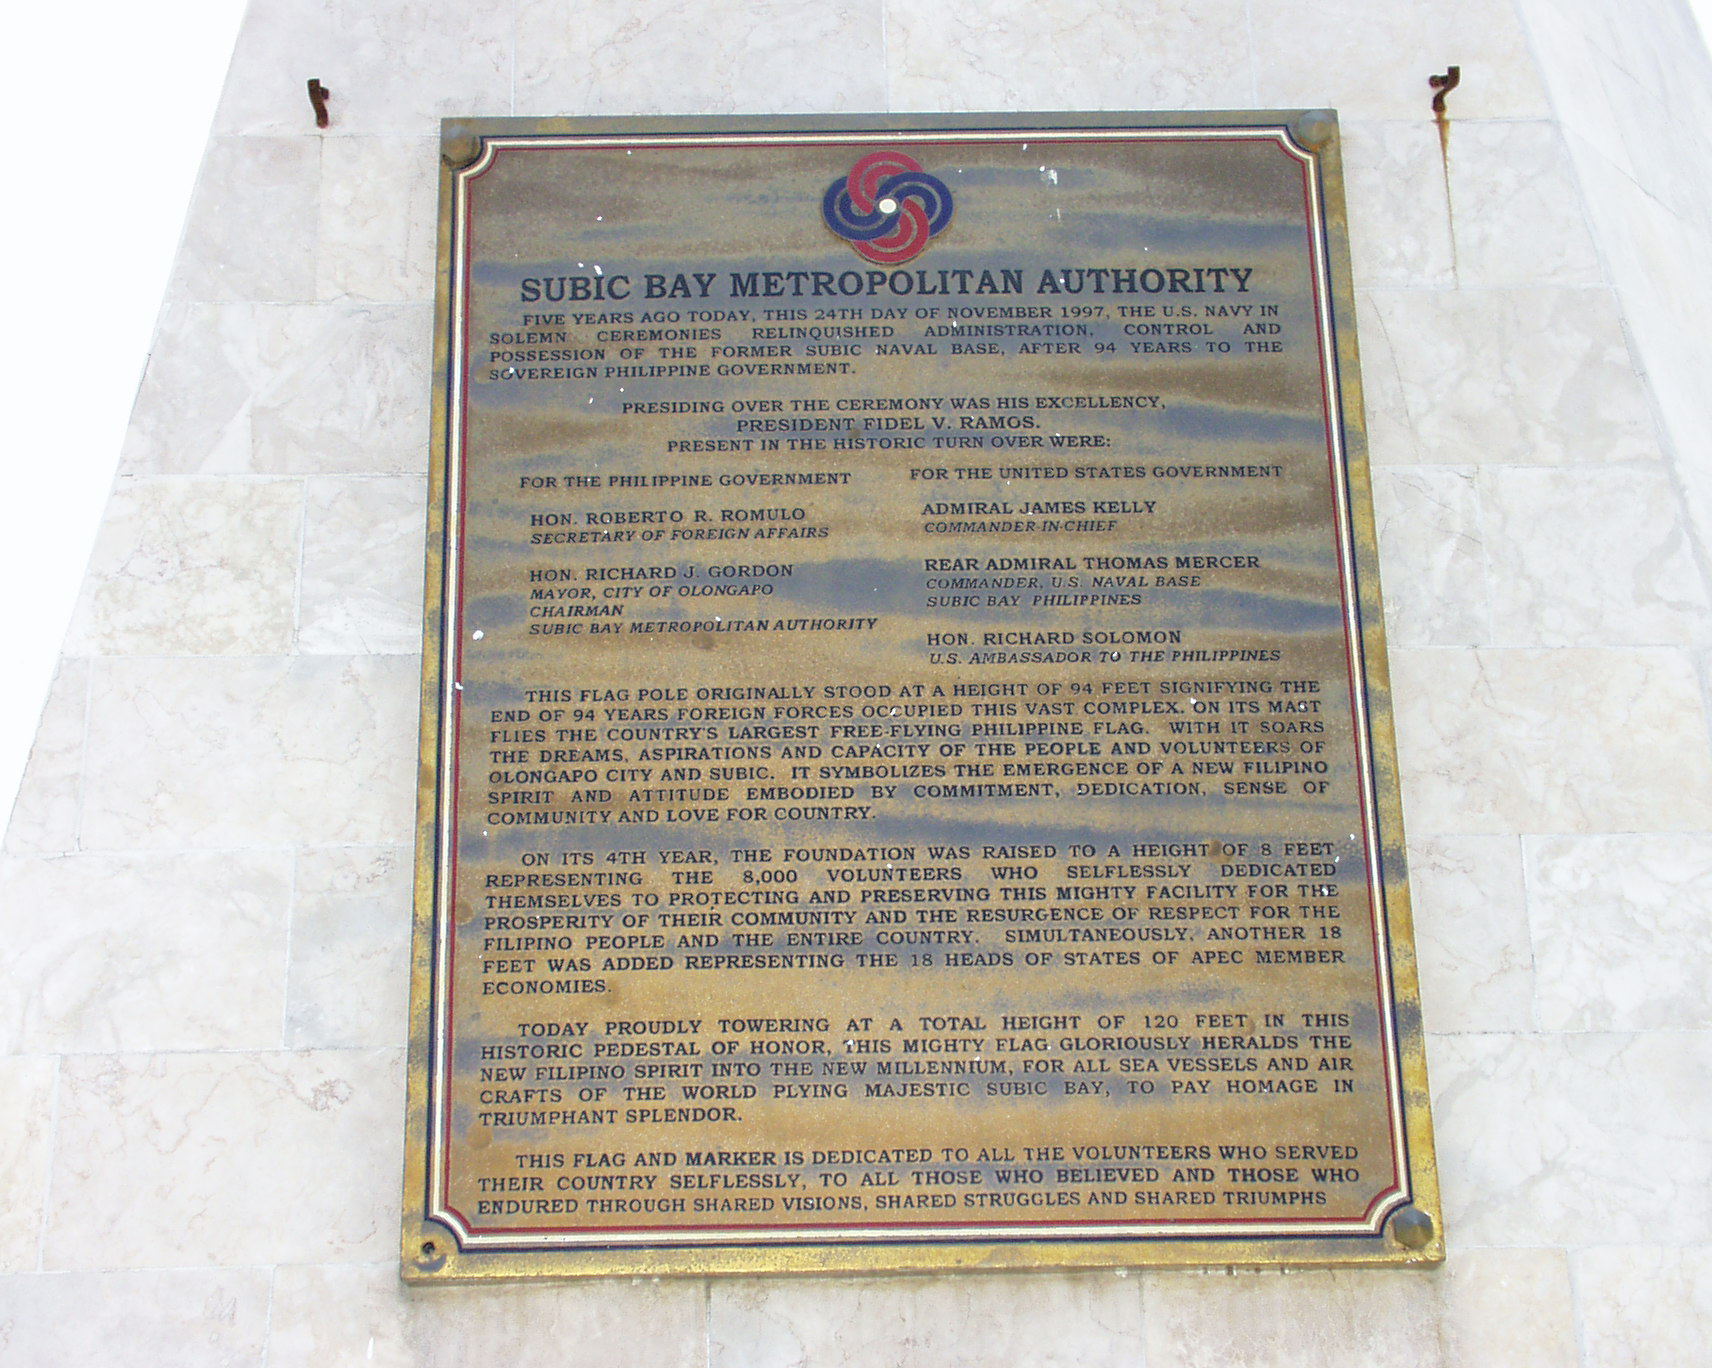 SUBIC BAY METROPOLITAN AUTHORITY
FIVE YEARS AGO TODAY, THIS 24TH DAY OF NOVEMBER 1997, THE U.S. NAVY IN
SOLEMN CEREMONIES RELINQUISHED ADMINISTRATION, CONTROL AND
POSSESSION OF THE FORMER SUBIC NAVAL BASE, AFTER 94 YEARS TO THE
SOVEREIGN PHILIPPINE GOVERNMENT.
PRESIDING OVER THE CEREMONY WAS HIS EXCELLENCY,
PRESIDENT FIDEL V. RAMOS.
PRESENT IN THE HISTORIC TURN OVER WERE:
FOR THE PHILIPPINE GOVERNMENT
HON. ROBERTO R. ROMULO
SECRETARY OF FOREIGN AFFAIRS
HON. RICHARD J. GORDON
MAYOR, CITY OF OLONGAPO
CHAIRMAN
SUBIC BAY METROPOLITAN AUTHORITY
FOR THE UNITED STATES GOVERNMENT
ADMIRAL JAMES KELLY
COMMANDER-IN-CHIEF
REAR ADMIRAL THOMAS MERCER
COMMANDER, U.S. NAVAL BASE
SUBIC BAY PHILIPPINES
HON. RICHARD SOLOMON
U.S. AMBASSADOR TO THE PHILIPPINES
THIS FLAG POLE ORIGINALLY STOOD AT A HEIGHT OF 94 FEET SIGNIFYING THE
END OF 94 YEARS FOREIGN FORCES OCCUPIED THIS VAST COMPLEX. ON ITS MAST
FLIES THE COUNTRY'S LARGEST FREE-FLYING PHILIPPINE FLAG. WITH IT SOARS
THE DREAMS, ASPIRATIONS AND CAPACITY OF THE PEOPLE AND VOLUNTEERS OF
OLONGAPO CITY AND SUBIC. IT SYMBOLIZES THE EMERGENCE OF A NEW FILIPINO
SPIRIT AND ATTITUDE EMBODIED BY COMMITMENT, DEDICATION, SENSE OF
COMMUNITY AND LOVE FOR COUNTRY.
ON ITS 4TH YEAR, THE FOUNDATION WAS RAISED TO A HEIGHT OF 8 FEET
REPRESENTING THE 8,000 VOLUNTEERS WHO SELFLESSLY DEDICATED
THEMSELVES TO PROTECTING AND PRESERVING THIS MIGHTY FACILITY FOR THE
PROSPERITY OF THEIR COMMUNITY AND THE RESURGENCE OF RESPECT FOR THE
FILIPINO PEOPLE AND THE ENTIRE COUNTRY. SIMULTANEOUSLY, ANOTHER 18
FEET WAS ADDED REPRESENTING THE 18 HEADS OF STATES OF APEC MEMBER
ECONOMIES.
TODAY PROUDLY TOWERING AT A TOTAL HEIGHT OF 120 FEET IN THIS
HISTORIC PEDESTAL OF HONOR, THIS MIGHTY FLAG GLORIOUSLY HERALDS THE
NEW FILIPINO SPIRIT INTO THE NEW MILLENNIUM, FOR ALL SEA VESSELS AND AIR
CRAFTS OF THE WORLD PLYING MAJESTIC SUBIC BAY, TO PAY HOMAGE IN
TRIUMPHANT SPLENDOR.
THIS FLAG AND MARKER IS DEDICATED TO ALL THE VOLUNTEERS WHO SERVED
THEIR COUNTRY SELFLESSLY, TO ALL THOSE WHO BELIEVED AND THOSE WHO
ENDURED THROUGH SHARED VISIONS, SHARED STRUGGLES AND SHARED TRIUMPHS